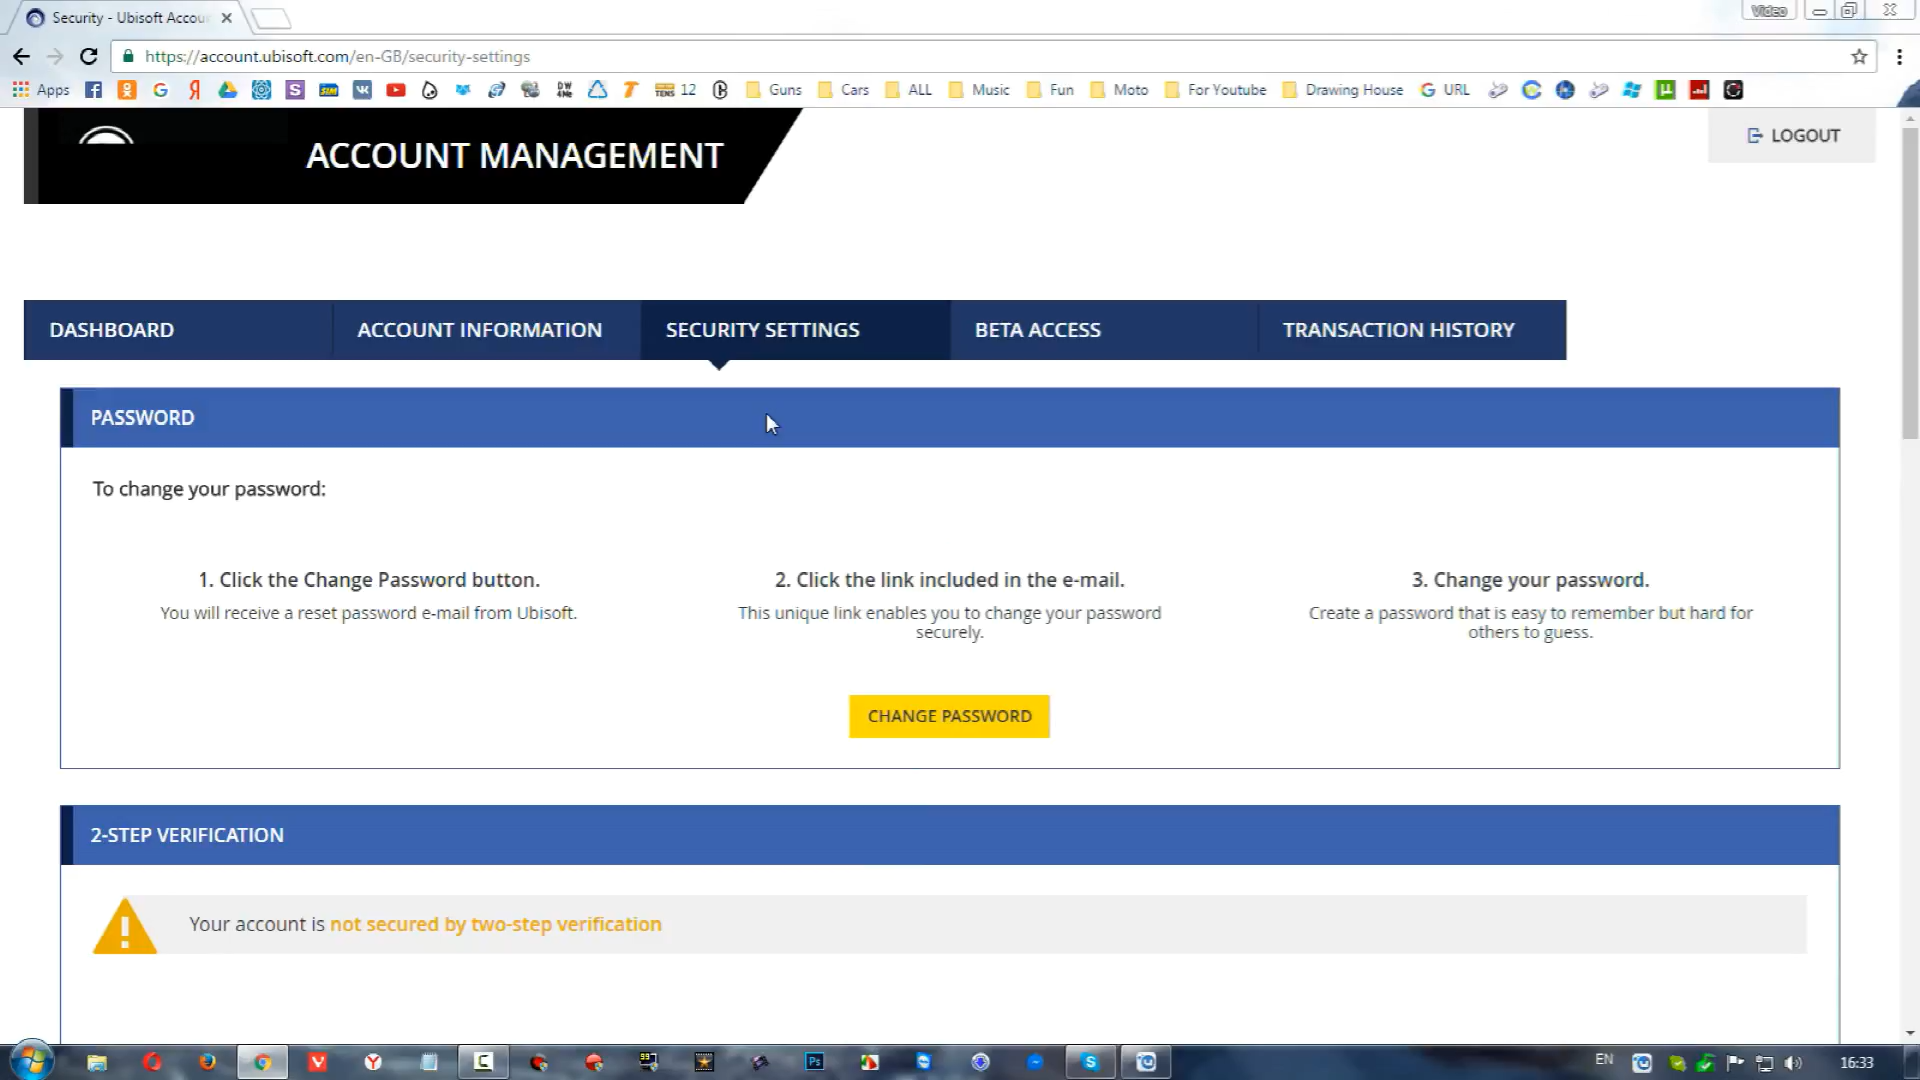 Security - Ubisoft Accou
Video
https://account.ubisoft.com/en-GB/security-settings
Apps
12
Guns
Cars
ALL
Music
Fun
Moto
For Youtube
Drawing House
URL
ACCOUNT MANAGEMENT
LOGOUT
DASHBOARD
ACCOUNT INFORMATION
SECURITY SETTINGS
BETA ACCESS
TRANSACTION HISTORY
PASSWORD
To change your password:
1. Click the Change Password button.
You will receive a reset password e-mail from Ubisoft.
2. Click the link included in the e-mail.
This unique link enables you to change your password
securely.
3. Change your password.
Create a password that is easy to remember but hard for
others to guess.
CHANGE PASSWORD
2-STEP VERIFICATION
Your account is not secured by two-step verification
EN
16:33